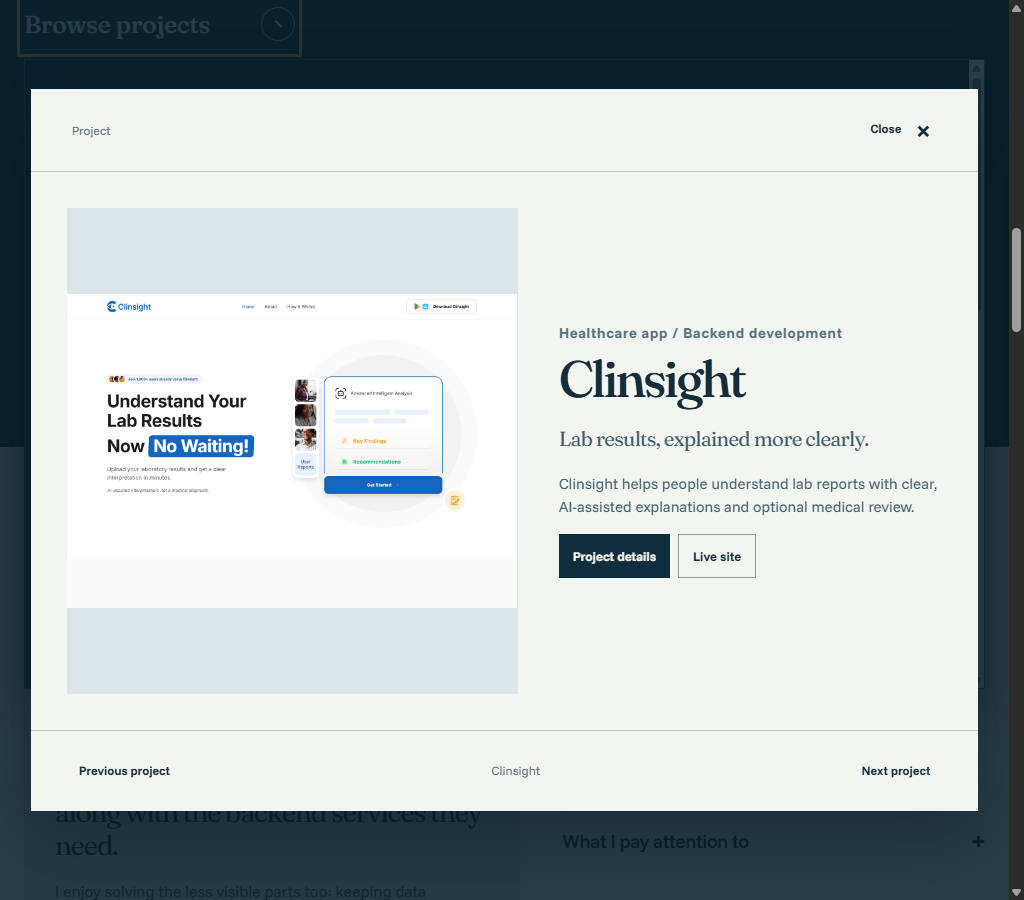 Browse projects
Project
Close
Clinsight
Home
About
How It Works
Download Clinsight
Understand Your
Lab Results
Now No Waiting!
Upload your laboratory results and get a clear
interpretation in minutes.
AI-assisted interpretation, not a medical diagnosis.
Advanced Intelligent Analysis
Key Findings
Recommendations
User
Reports
Get Started
Healthcare app / Backend development
Clinsight
Lab results, explained more clearly.
Clinsight helps people understand lab reports with clear,
AI-assisted explanations and optional medical review.
Project details
Live site
Previous project
Clinsight
Next project
along with the backend services they
need.
What I pay attention to
I enjoy solving the less visible parts too: keeping data